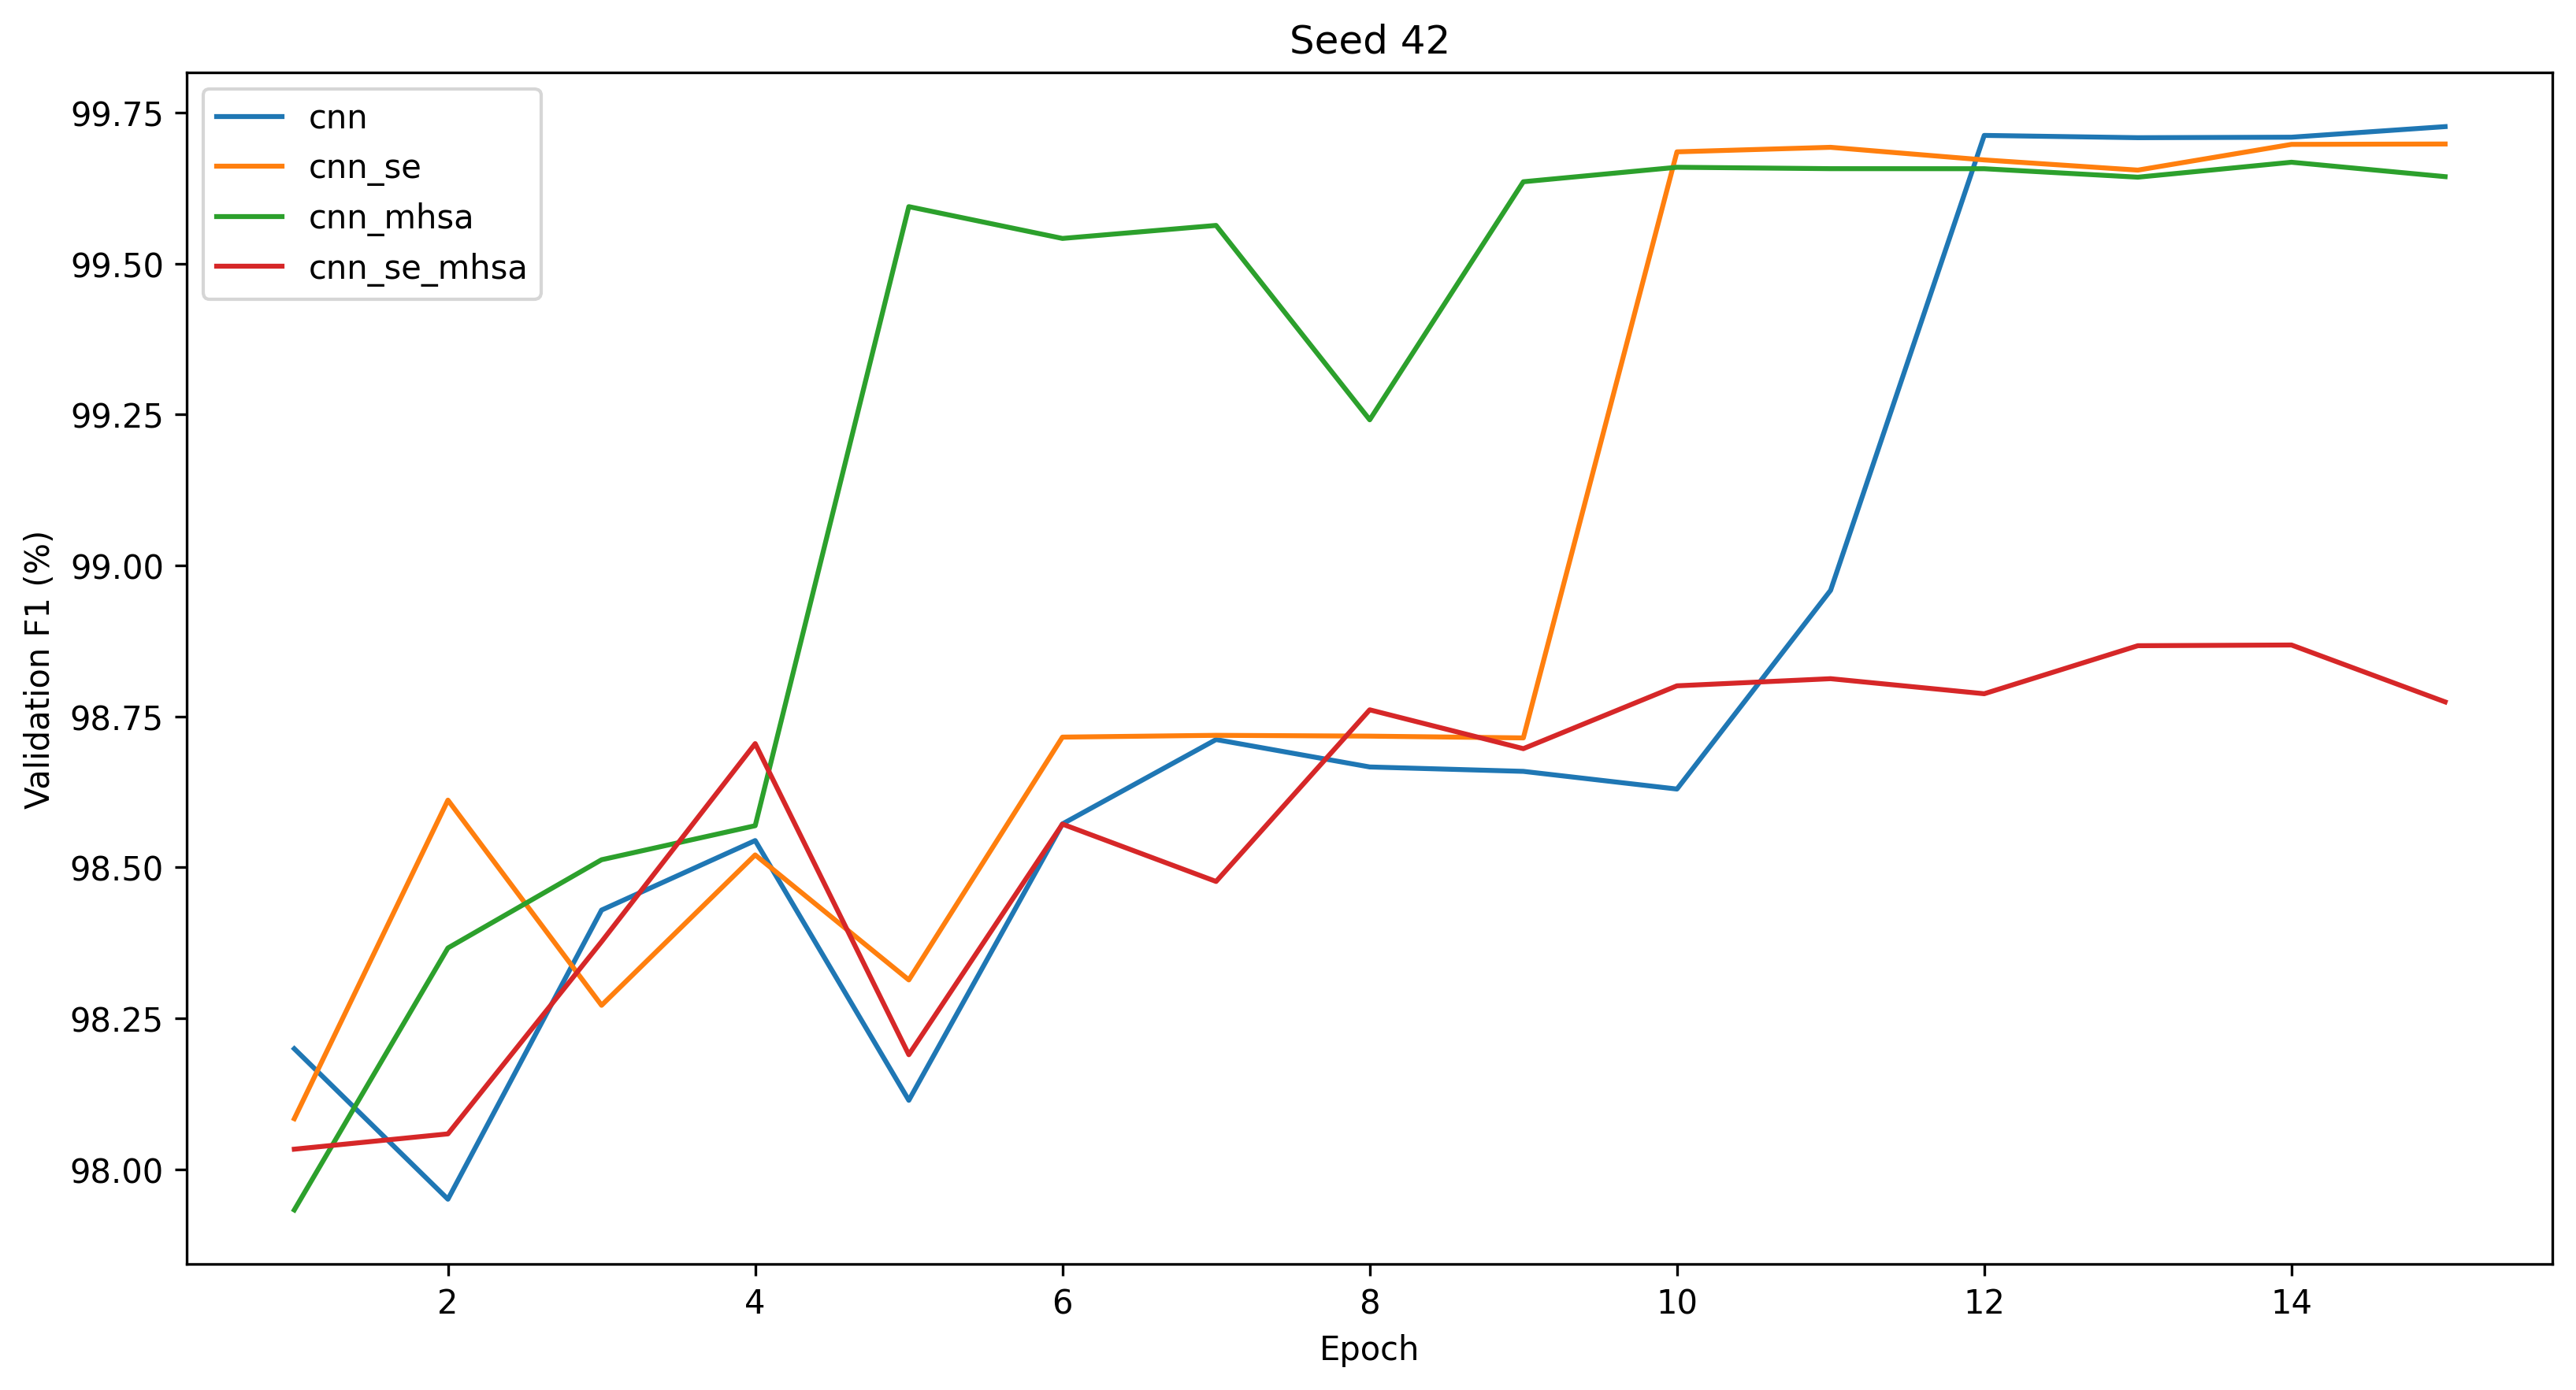 Seed 42
cnn
cnn_se
cnn_mhsa
cnn_se_mhsa
Validation F1 (%)
99.75
99.50
99.25
99.00
98.75
98.50
98.25
98.00
2 4 6 8 10 12 14
Epoch